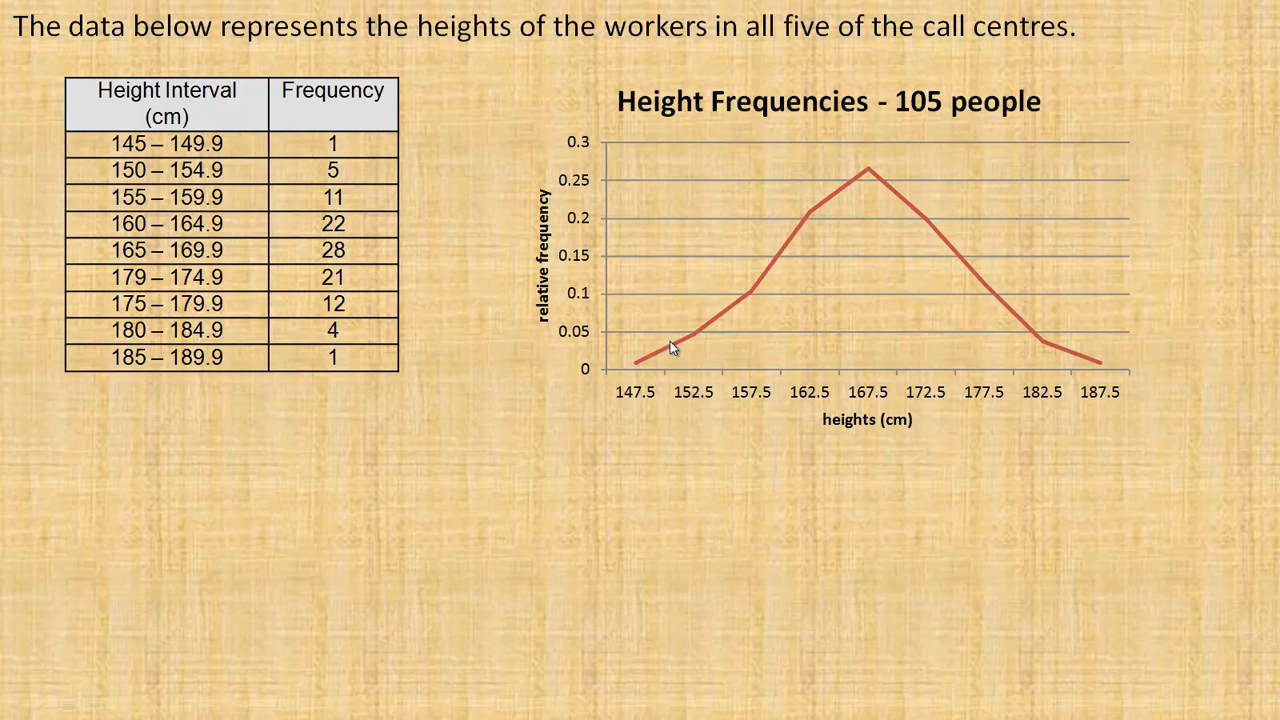 The data below represents the heights of the workers in all five of the call centres.
Height Interval (cm) Frequency
145 – 149.9 1
150 – 154.9 5
155 – 159.9 11
160 – 164.9 22
165 – 169.9 28
179 – 174.9 21
175 – 179.9 12
180 – 184.9 4
185 – 189.9 1
Height Frequencies - 105 people
relative frequency
0.3
0.25
0.2
0.15
0.1
0.05
0
147.5 152.5 157.5 162.5 167.5 172.5 177.5 182.5 187.5
heights (cm)